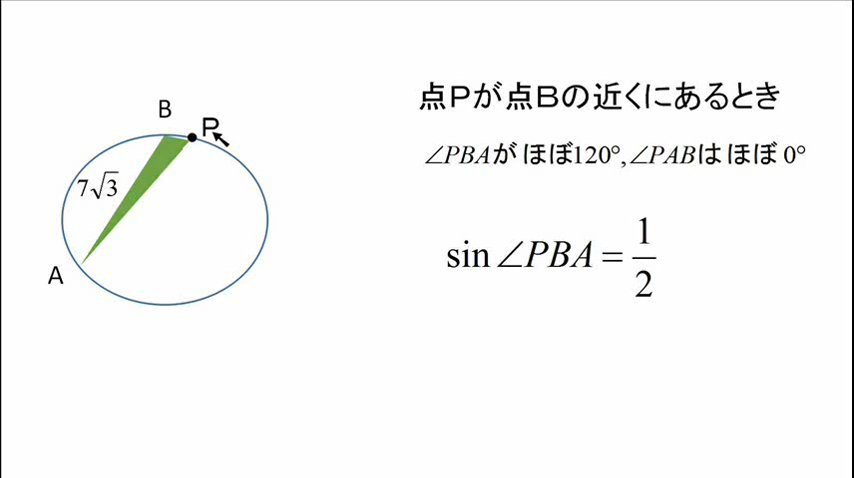 点Pが点Bの近くにあるとき
B
P
∠PBAが ほぼ120°,∠PABは ほぼ 0°
7√3
sin∠PBA = 1/2
A